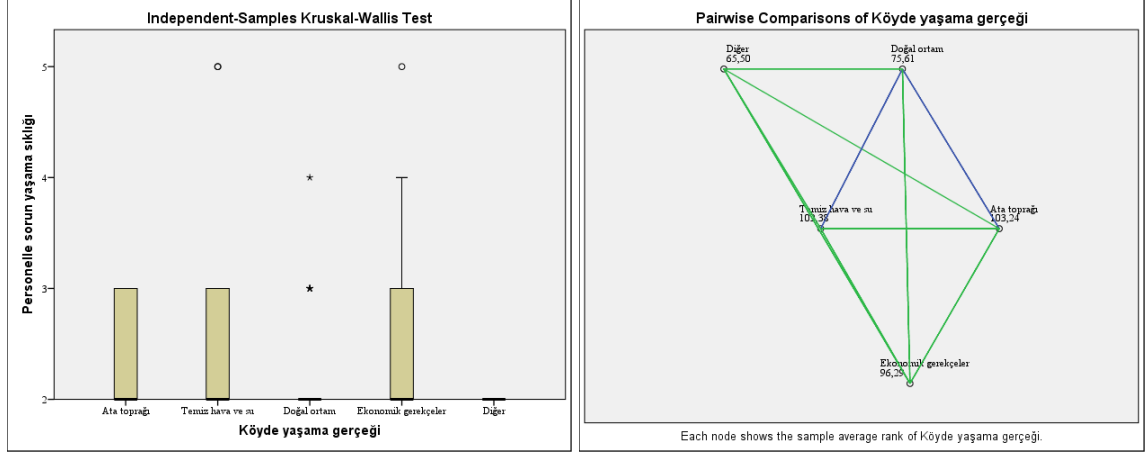 Independent-Samples Kruskal-Wallis Test
Personelle sorun yaşama sıklığı
5
4
3
2
Ata toprağı
Temiz hava ve su
Doğal ortam
Ekonomik gerekçeler
Diğer
Köyde yaşama gerçeği
Pairwise Comparisons of Köyde yaşama gerçeği
Diğer
65,50
Doğal ortam
75,61
Temiz hava ve su
102,38
Ata toprağı
103,24
Ekonomik gerekçeler
96,29
Each node shows the sample average rank of Köyde yaşama gerçeği.